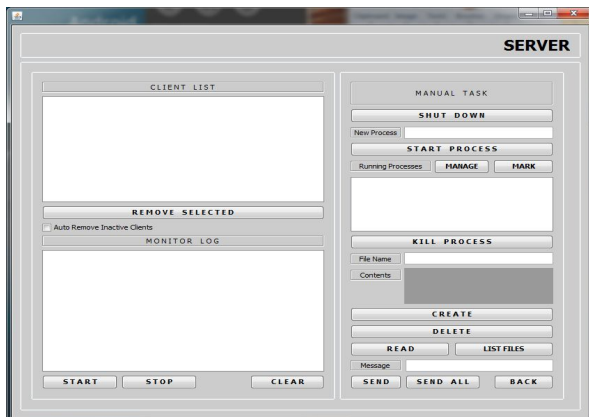 SERVER
CLIENT LIST
REMOVE SELECTED
Auto Remove Inactive Clients
MONITOR LOG
START STOP CLEAR
MANUAL TASK
SHUT DOWN
New Process
START PROCESS
Running Processes MANAGE MARK
KILL PROCESS
File Name
Contents
CREATE
DELETE
READ LIST FILES
Message
SEND SEND ALL BACK